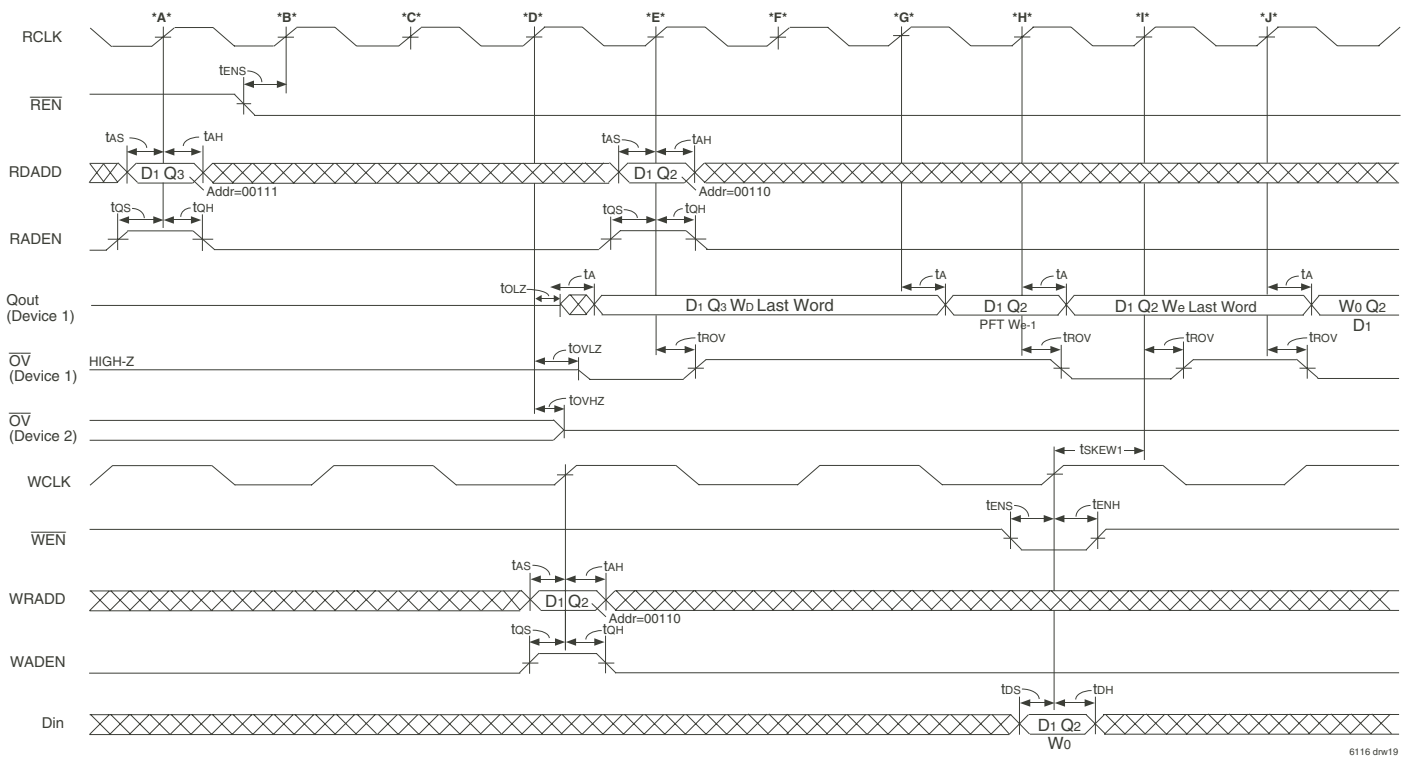 *A* *B* *C* *D* *E* *F* *G* *H* *I* *J*
RCLK
tENS
REN
tAS tAH tAS tAH
RDADD D1 Q3 D1 Q2
Addr=00111 Addr=00110
tQS tQH tQS tQH
RADEN
tA tA tA tA
tOLZ
Qout
(Device 1)
D1 Q3 WD Last Word D1 Q2 D1 Q2 We Last Word W0 Q2
PFT We-1 D1
tOVLZ tROV tROV tROV tROV
OV HIGH-Z
(Device 1)
tOVHZ
OV
(Device 2)
tSKEW1
WCLK
tENS tENH
WEN
tAS tAH
WRADD D1 Q2
Addr=00110
tQS tQH
WADEN
tDS tDH
Din D1 Q2
W0
6116 drw19